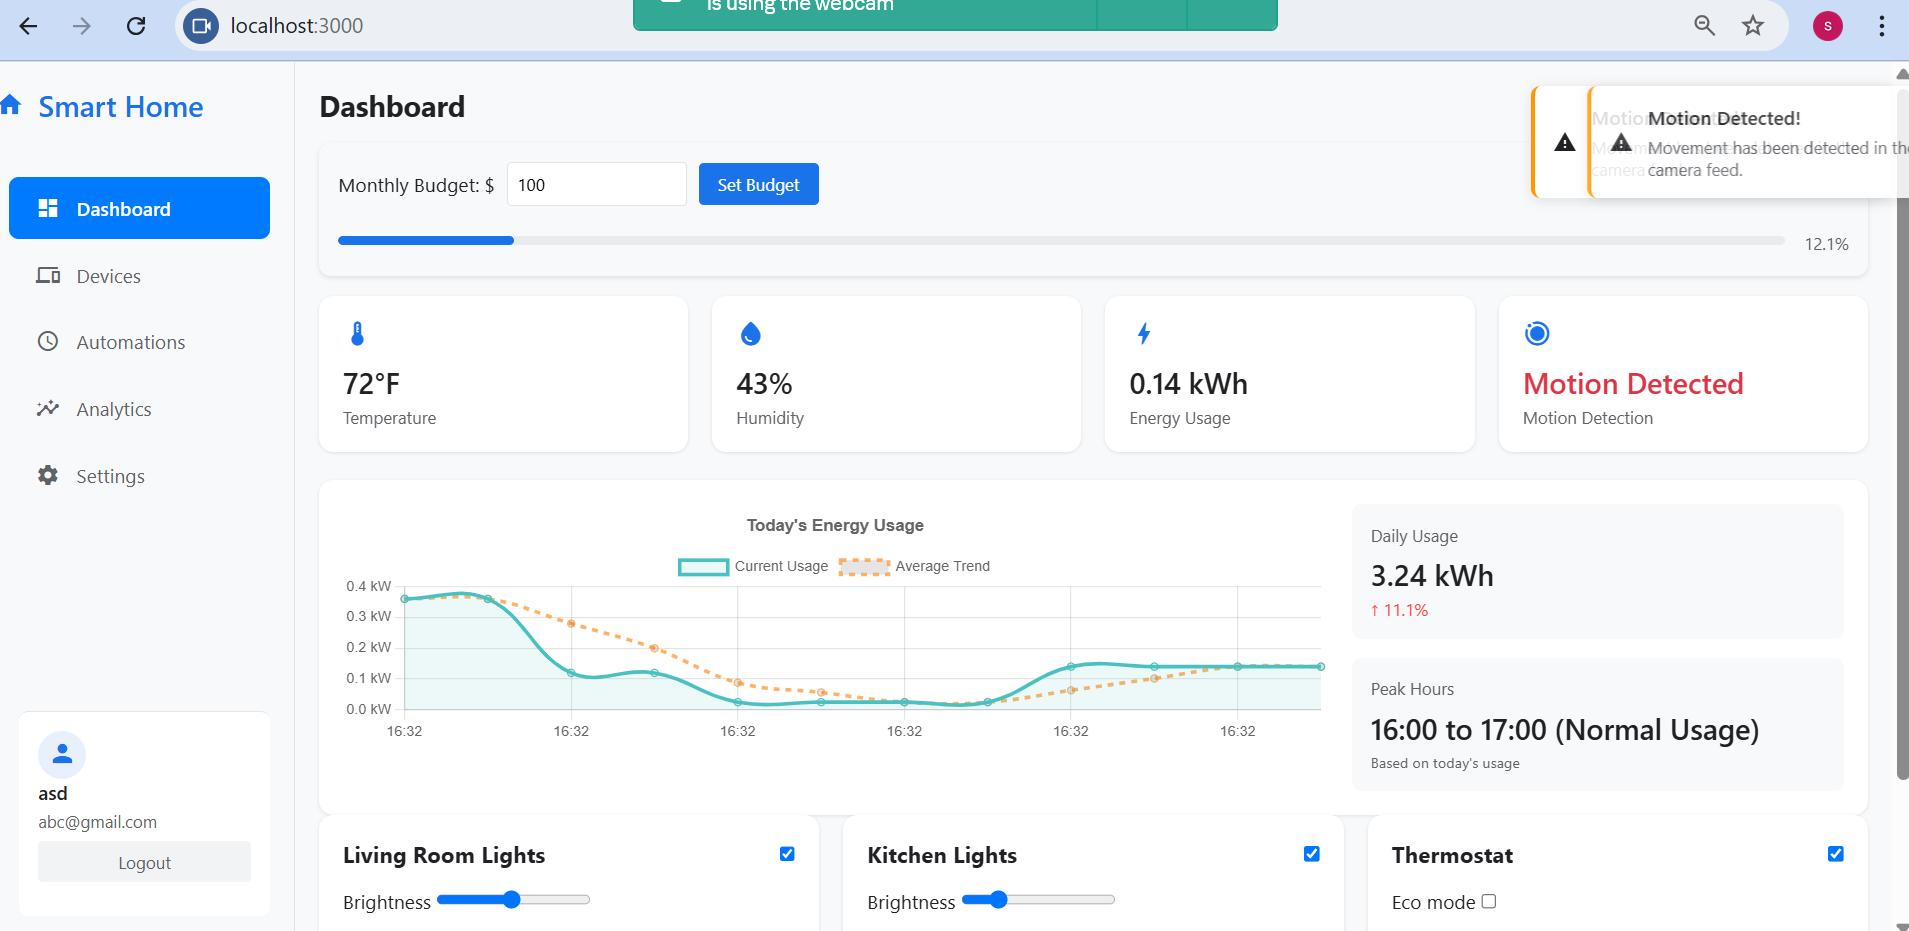 is using the webcam
localhost:3000
S
Smart Home
Dashboard
Devices
Automations
Analytics
Settings
asd
abc@gmail.com
Logout
Dashboard
Monthly Budget: $ 100 Set Budget
12.1%
Motion Detected!
Movement has been detected in the
camera feed.
72°F
Temperature
43%
Humidity
0.14 kWh
Energy Usage
Motion Detected
Motion Detection
Today's Energy Usage
Current Usage Average Trend
0.4 kW
0.3 kW
0.2 kW
0.1 kW
0.0 kW
16:32 16:32 16:32 16:32 16:32 16:32
Daily Usage
3.24 kWh
↑ 11.1%
Peak Hours
16:00 to 17:00 (Normal Usage)
Based on today's usage
Living Room Lights
Brightness
Kitchen Lights
Brightness
Thermostat
Eco mode